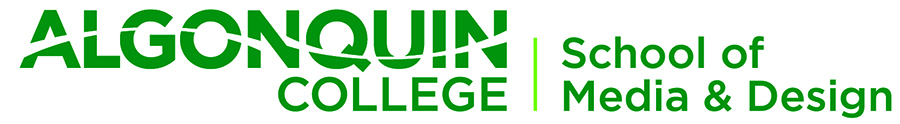 ALGONQUIN
COLLEGE
School of
Media & Design